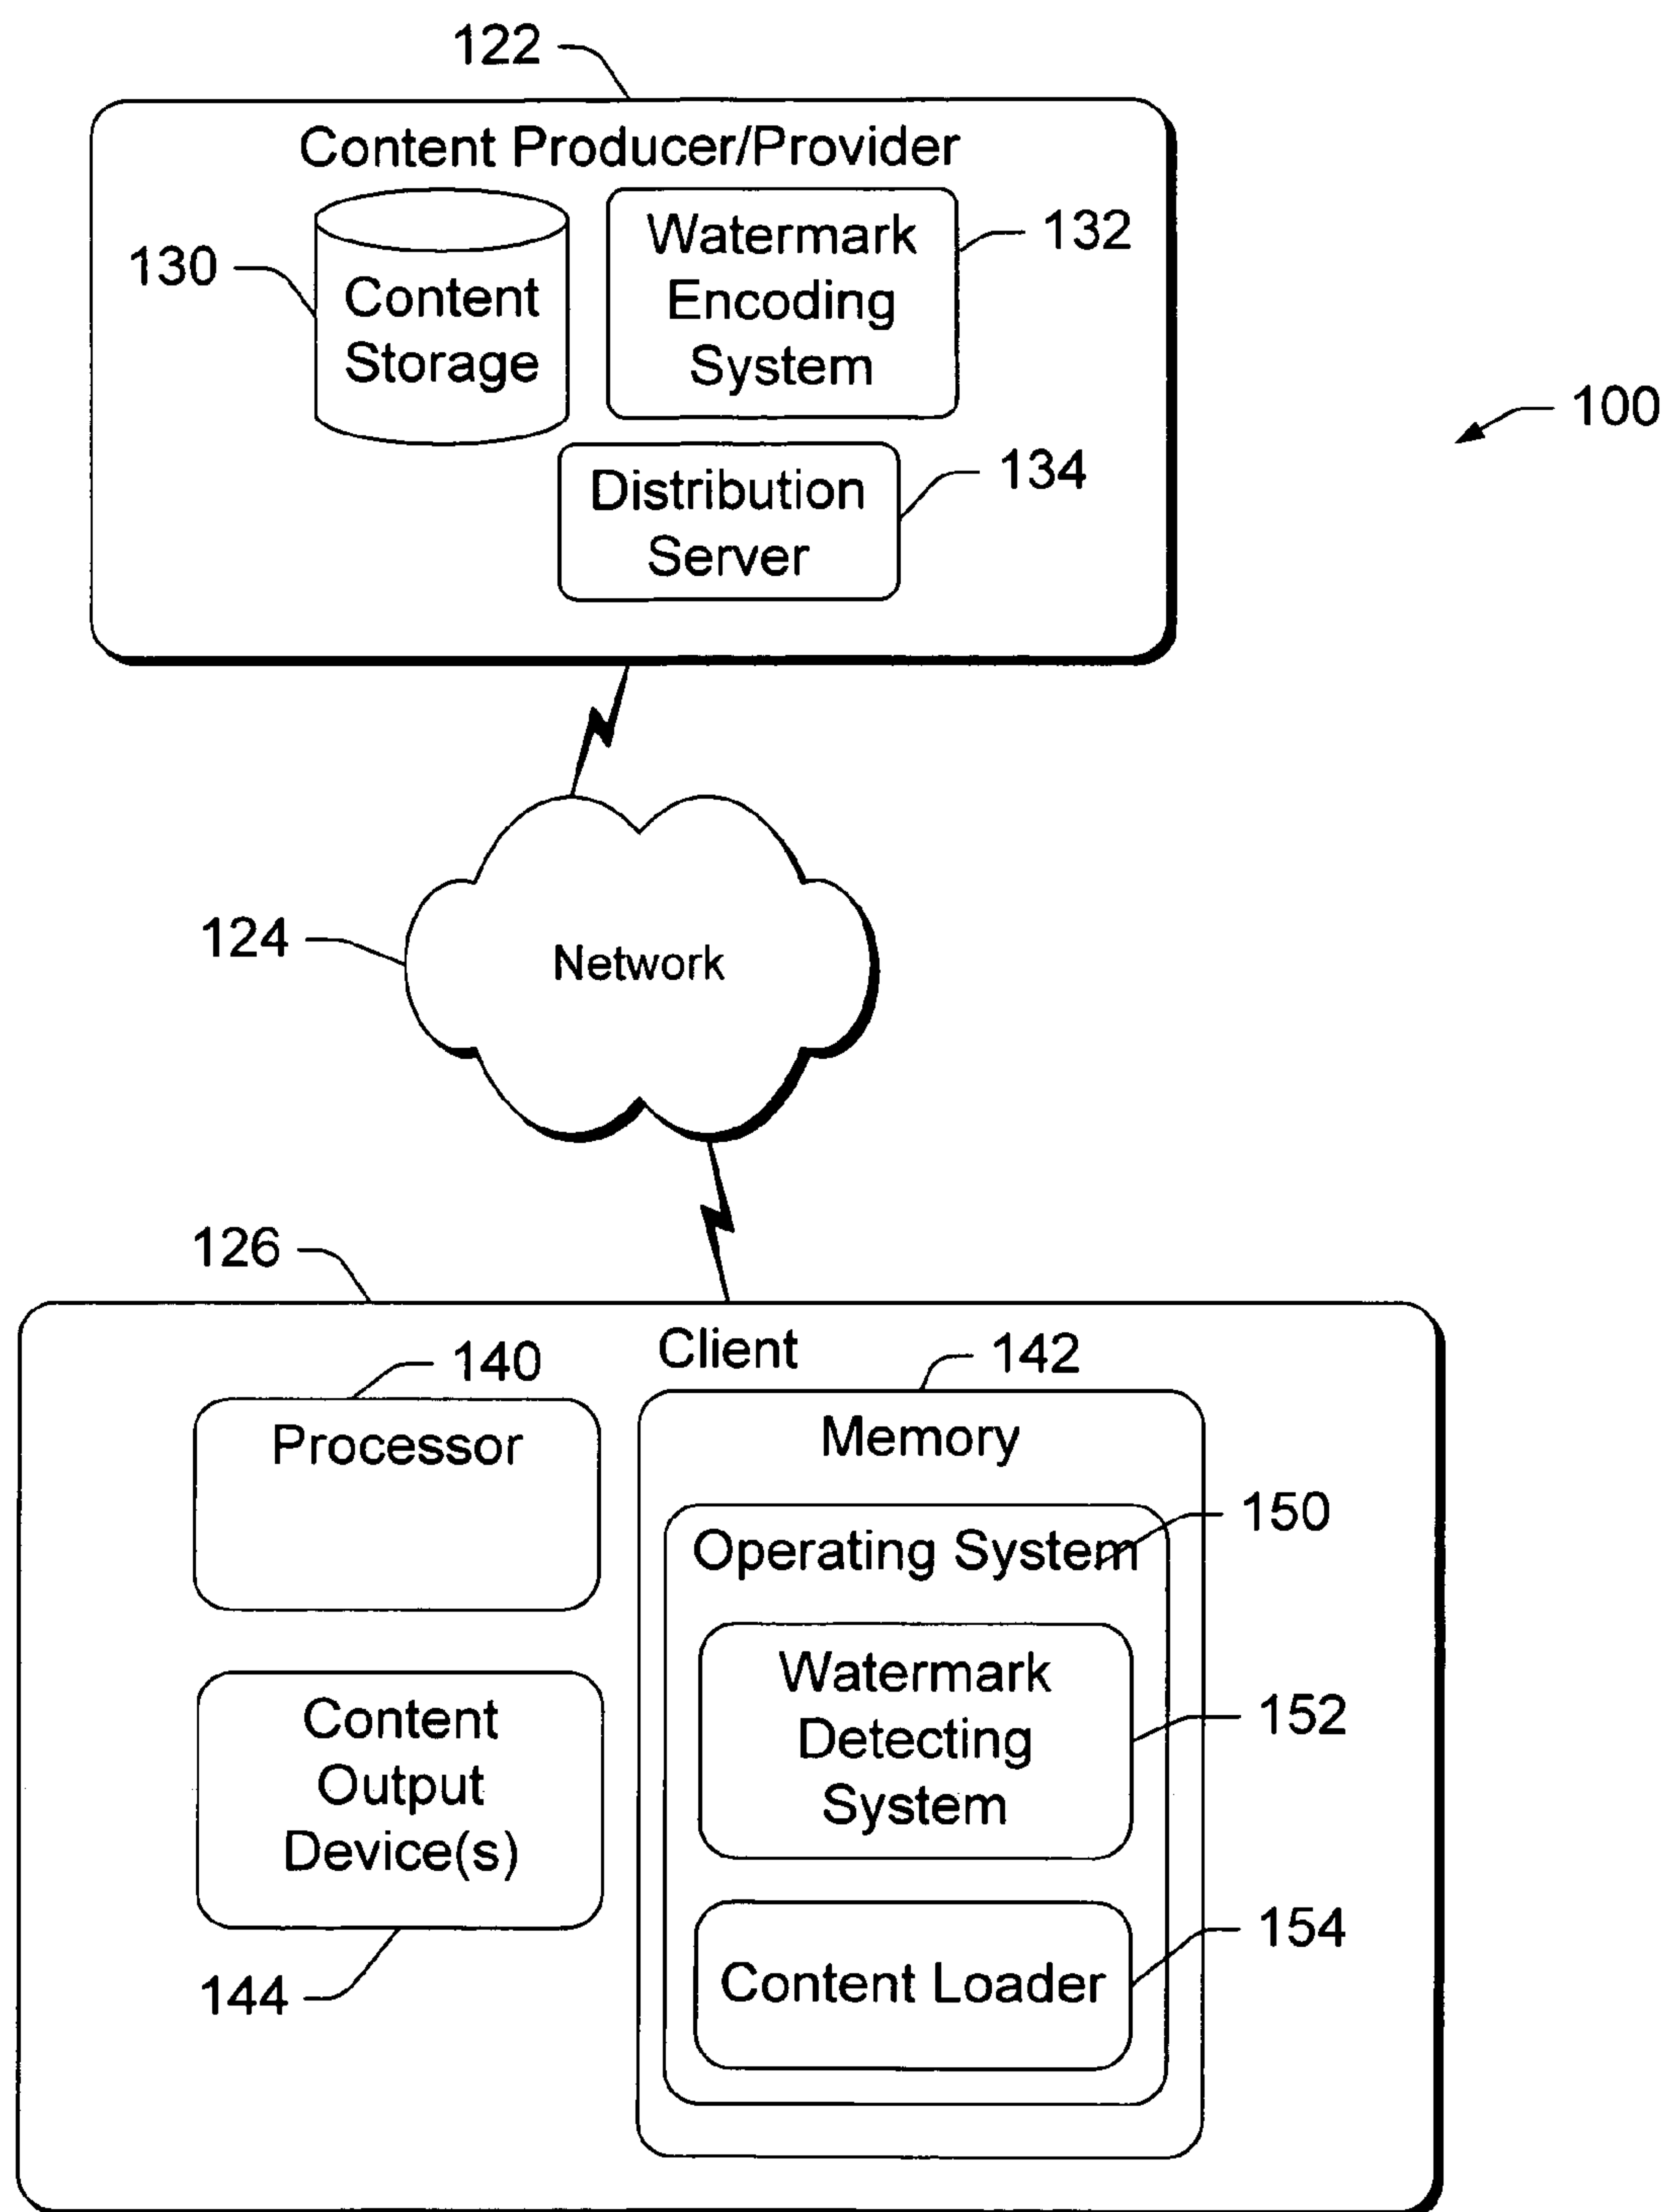 122
Content Producer/Provider
130
Content
Storage
Watermark
Encoding
System
132
100
Distribution
Server
134
124
Network
126
Client
140
Processor
142
Memory
Operating System
150
Watermark
Detecting
System
152
Content
Output
Device(s)
144
Content Loader
154